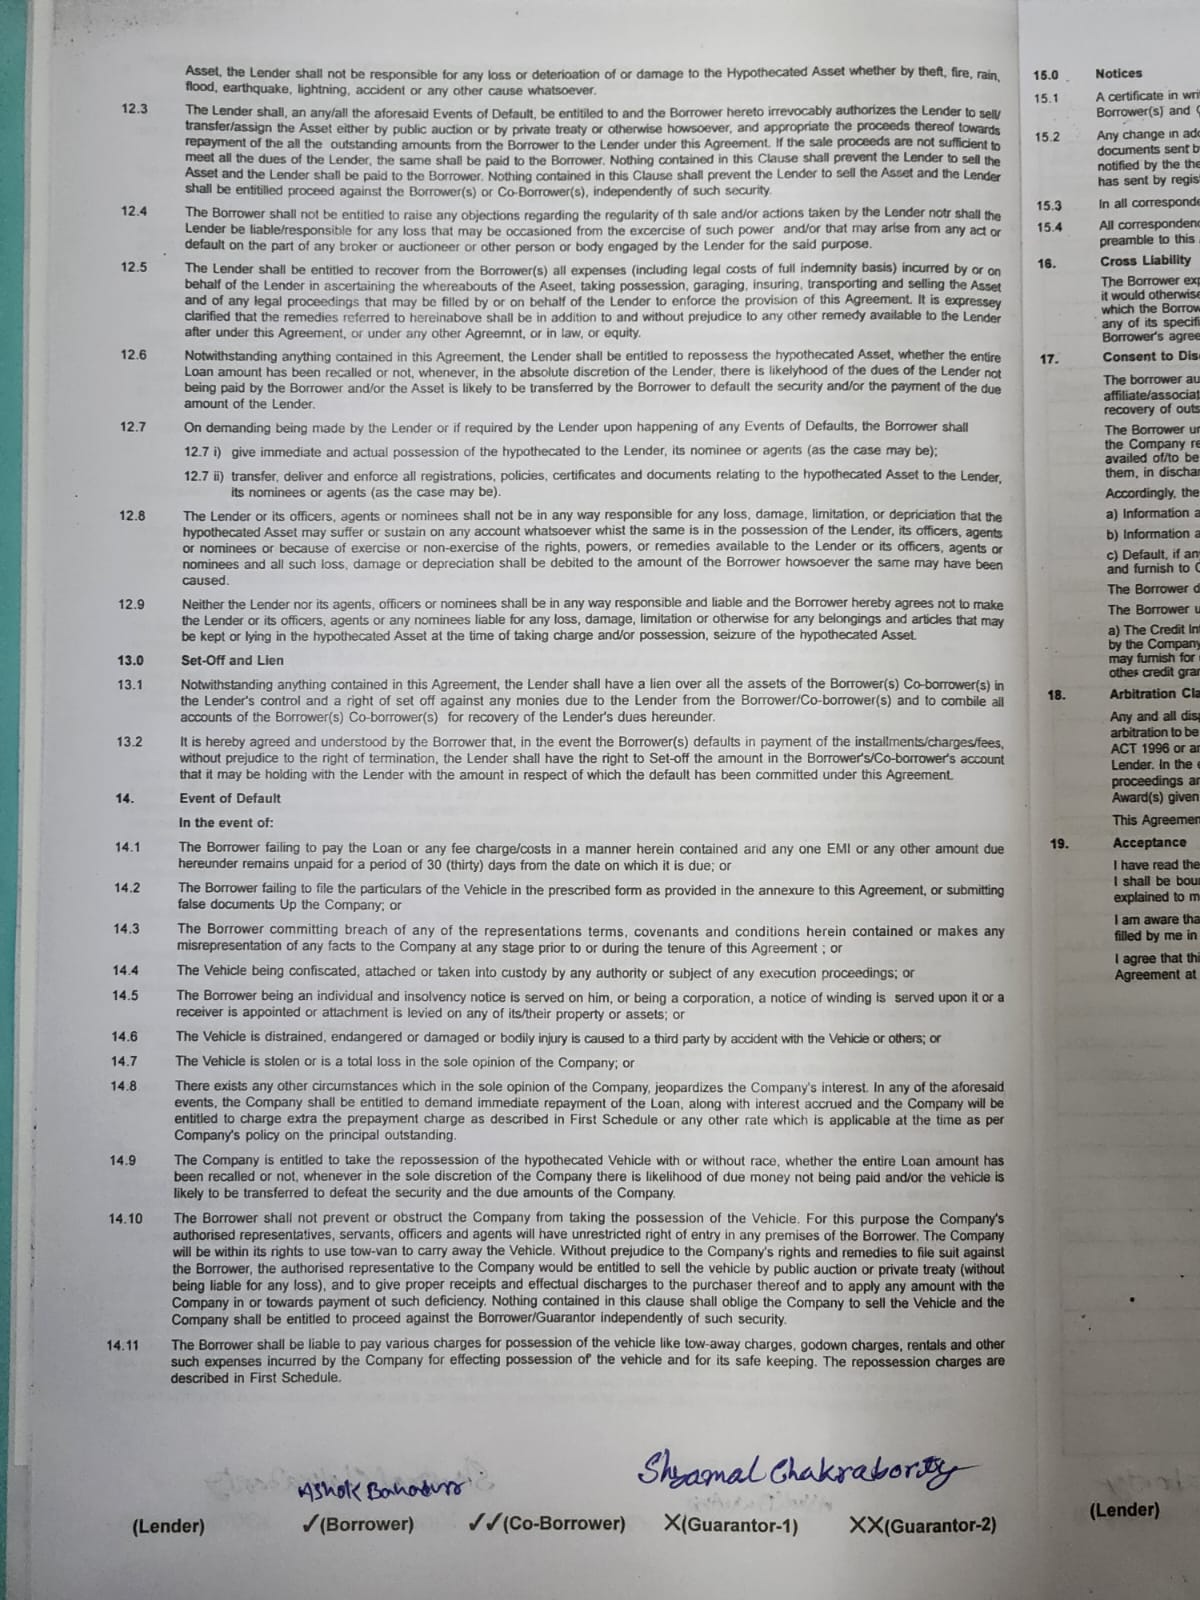 Asset, the Lender shall not be responsible for any loss or deterioation of or damage to the Hypothecated Asset whether by theft, fire, rain,
flood, earthquake, lightning, accident or any other cause whatsoever.
12.3 The Lender shall, an any/all the aforesaid Events of Default, be entitiled to and the Borrower hereto irrevocably authorizes the Lender to sell/
transfer/assign the Asset either by public auction or by private treaty or otherwise howsoever, and appropriate the proceeds thereof towards
repayment of the all the outstanding amounts from the Borrower to the Lender under this Agreement. If the sale proceeds are not sufficient to
meet all the dues of the Lender, the same shall be paid to the Borrower. Nothing contained in this Clause shall prevent the Lender to sell the
Asset and the Lender shall be paid to the Borrower. Nothing contained in this Clause shall prevent the Lender to sell the Asset and the Lender
shall be entitilled proceed against the Borrower(s) or Co-Borrower(s), independently of such security.
12.4 The Borrower shall not be entitled to raise any objections regarding the regularity of th sale and/or actions taken by the Lender notr shall the
Lender be liable/responsible for any loss that may be occasioned from the excercise of such power and/or that may arise from any act or
default on the part of any broker or auctioneer or other person or body engaged by the Lender for the said purpose.
12.5 The Lender shall be entitled to recover from the Borrower(s) all expenses (including legal costs of full indemnity basis) incurred by or on
behalf of the Lender in ascertaining the whereabouts of the Aseet, taking possession, garaging, insuring, transporting and selling the Asset
and of any legal proceedings that may be filled by or on behalf of the Lender to enforce the provision of this Agreement. It is expressey
clarified that the remedies referred to hereinabove shall be in addition to and without prejudice to any other remedy available to the Lender
after under this Agreement, or under any other Agreemnt, or in law, or equity.
12.6 Notwithstanding anything contained in this Agreement, the Lender shall be entitled to repossess the hypothecated Asset, whether the entire
Loan amount has been recalled or not, whenever, in the absolute discretion of the Lender, there is likelyhood of the dues of the Lender not
being paid by the Borrower and/or the Asset is likely to be transferred by the Borrower to default the security and/or the payment of the due
amount of the Lender.
12.7 On demanding being made by the Lender or if required by the Lender upon happening of any Events of Defaults, the Borrower shall
12.7 i) give immediate and actual possession of the hypothecated to the Lender, its nominee or agents (as the case may be);
12.7 ii) transfer, deliver and enforce all registrations, policies, certificates and documents relating to the hypothecated Asset to the Lender,
its nominees or agents (as the case may be).
12.8 The Lender or its officers, agents or nominees shall not be in any way responsible for any loss, damage, limitation, or depriciation that the
hypothecated Asset may suffer or sustain on any account whatsoever whist the same is in the possession of the Lender, its officers, agents
or nominees or because of exercise or non-exercise of the rights, powers, or remedies available to the Lender or its officers, agents or
nominees and all such loss, damage or depreciation shall be debited to the amount of the Borrower howsoever the same may have been
caused.
12.9 Neither the Lender nor its agents, officers or nominees shall be in any way responsible and liable and the Borrower hereby agrees not to make
the Lender or its officers, agents or any nominees liable for any loss, damage, limitation or otherwise for any belongings and articles that may
be kept or lying in the hypothecated Asset at the time of taking charge and/or possession, seizure of the hypothecated Asset.
13.0 Set-Off and Lien
13.1 Notwithstanding anything contained in this Agreement, the Lender shall have a lien over all the assets of the Borrower(s) Co-borrower(s) in
the Lender's control and a right of set off against any monies due to the Lender from the Borrower/Co-borrower(s) and to combile all
accounts of the Borrower(s) Co-borrower(s) for recovery of the Lender's dues hereunder.
13.2 It is hereby agreed and understood by the Borrower that, in the event the Borrower(s) defaults in payment of the installments/charges/fees,
without prejudice to the right of termination, the Lender shall have the right to Set-off the amount in the Borrower's/Co-borrower's account
that it may be holding with the Lender with the amount in respect of which the default has been committed under this Agreement.
14. Event of Default
In the event of:
14.1 The Borrower failing to pay the Loan or any fee charge/costs in a manner herein contained and any one EMI or any other amount due
hereunder remains unpaid for a period of 30 (thirty) days from the date on which it is due; or
14.2 The Borrower failing to file the particulars of the Vehicle in the prescribed form as provided in the annexure to this Agreement, or submitting
false documents Up the Company; or
14.3 The Borrower committing breach of any of the representations terms, covenants and conditions herein contained or makes any
misrepresentation of any facts to the Company at any stage prior to or during the tenure of this Agreement ; or
14.4 The Vehicle being confiscated, attached or taken into custody by any authority or subject of any execution proceedings; or
14.5 The Borrower being an individual and insolvency notice is served on him, or being a corporation, a notice of winding is served upon it or a
receiver is appointed or attachment is levied on any of its/their property or assets; or
14.6 The Vehicle is distrained, endangered or damaged or bodily injury is caused to a third party by accident with the Vehicle or others; or
14.7 The Vehicle is stolen or is a total loss in the sole opinion of the Company; or
14.8 There exists any other circumstances which in the sole opinion of the Company, jeopardizes the Company's interest. In any of the aforesaid
events, the Company shall be entitled to demand immediate repayment of the Loan, along with interest accrued and the Company will be
entitled to charge extra the prepayment charge as described in First Schedule or any other rate which is applicable at the time as per
Company's policy on the principal outstanding.
14.9 The Company is entitled to take the repossession of the hypothecated Vehicle with or without race, whether the entire Loan amount has
been recalled or not, whenever in the sole discretion of the Company there is likelihood of due money not being paid and/or the vehicle is
likely to be transferred to defeat the security and the due amounts of the Company.
14.10 The Borrower shall not prevent or obstruct the Company from taking the possession of the Vehicle. For this purpose the Company's
authorised representatives, servants, officers and agents will have unrestricted right of entry in any premises of the Borrower. The Company
will be within its rights to use tow-van to carry away the Vehicle. Without prejudice to the Company's rights and remedies to file suit against
the Borrower, the authorised representative to the Company would be entitled to sell the vehicle by public auction or private treaty (without
being liable for any loss), and to give proper receipts and effectual discharges to the purchaser thereof and to apply any amount with the
Company in or towards payment ot such deficiency. Nothing contained in this clause shall oblige the Company to sell the Vehicle and the
Company shall be entitled to proceed against the Borrower/Guarantor independently of such security.
14.11 The Borrower shall be liable to pay various charges for possession of the vehicle like tow-away charges, godown charges, rentals and other
such expenses incurred by the Company for effecting possession of the vehicle and for its safe keeping. The repossession charges are
described in First Schedule.
Ashok Bahadur Shyamal Chakraborty
(Lender) ✓(Borrower) ✓✓(Co-Borrower) X(Guarantor-1) XX(Guarantor-2)
15.0 Notices
15.1 A certificate in
Borrower(s) and
15.2 Any change in
documents sent
notified by the the
has sent by
15.3 In all
15.4 All
preamble to this
16. Cross Liability
The Borrower
it would otherwise
which the
any of its
Borrower's
17. Consent to
The borrower
recovery of
The Borrower
the Company
availed of/to be
them, in
Accordingly, the
a) Information
b) Information
c) Default, if
and furnish to
The Borrower
The Borrower
a) The Credit
by the Company
may furnish for
other credit
18. Arbitration
Any and all
arbitration to be
ACT 1996 or
Lender. In the
proceedings
Award(s) given
This
19. Acceptance
I have read the
I shall be
explained to
I am aware
filled by me in
I agree that
Agreement at
(Lender)